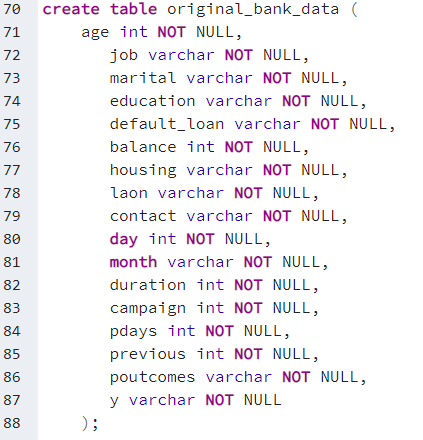 70 create table original_bank_data (
71 age int NOT NULL,
72 job varchar NOT NULL,
73 marital varchar NOT NULL,
74 education varchar NOT NULL,
75 default_loan varchar NOT NULL,
76 balance int NOT NULL,
77 housing varchar NOT NULL,
78 laon varchar NOT NULL,
79 contact varchar NOT NULL,
80 day int NOT NULL,
81 month varchar NOT NULL,
82 duration int NOT NULL,
83 campaign int NOT NULL,
84 pdays int NOT NULL,
85 previous int NOT NULL,
86 poutcomes varchar NOT NULL,
87 y varchar NOT NULL
88 );